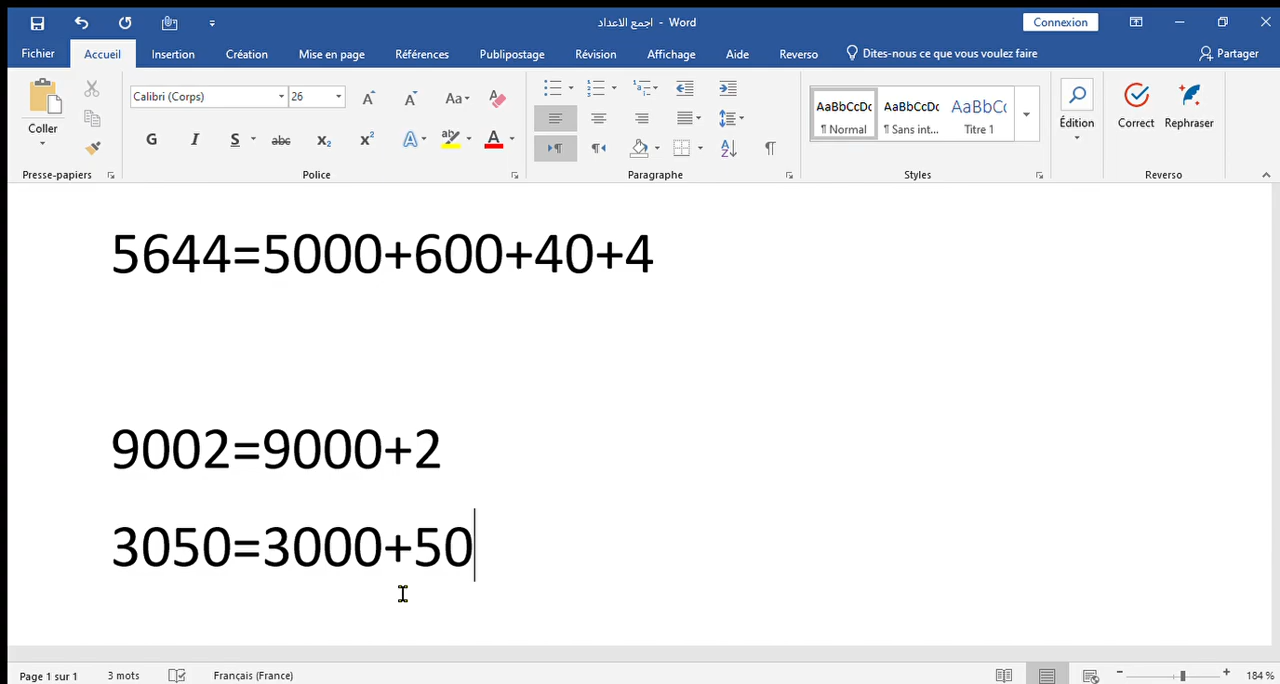 اجمع الاعداد - Word
Connexion
Fichier Accueil Insertion Création Mise en page Références Publipostage Révision Affichage Aide Reverso Dites-nous ce que vous voulez faire Partager
Coller
Calibri (Corps) 26 Aa
G I S abc x₂ x² A ab A
AaBbCcDc AaBbCcDc AaBbCc
¶ Normal ¶ Sans int... Titre 1
Édition
Correct Rephraser
Presse-papiers Police Paragraphe Styles Reverso
5644=5000+600+40+4
9002=9000+2
3050=3000+50
Page 1 sur 1 3 mots Français (France) 184 %